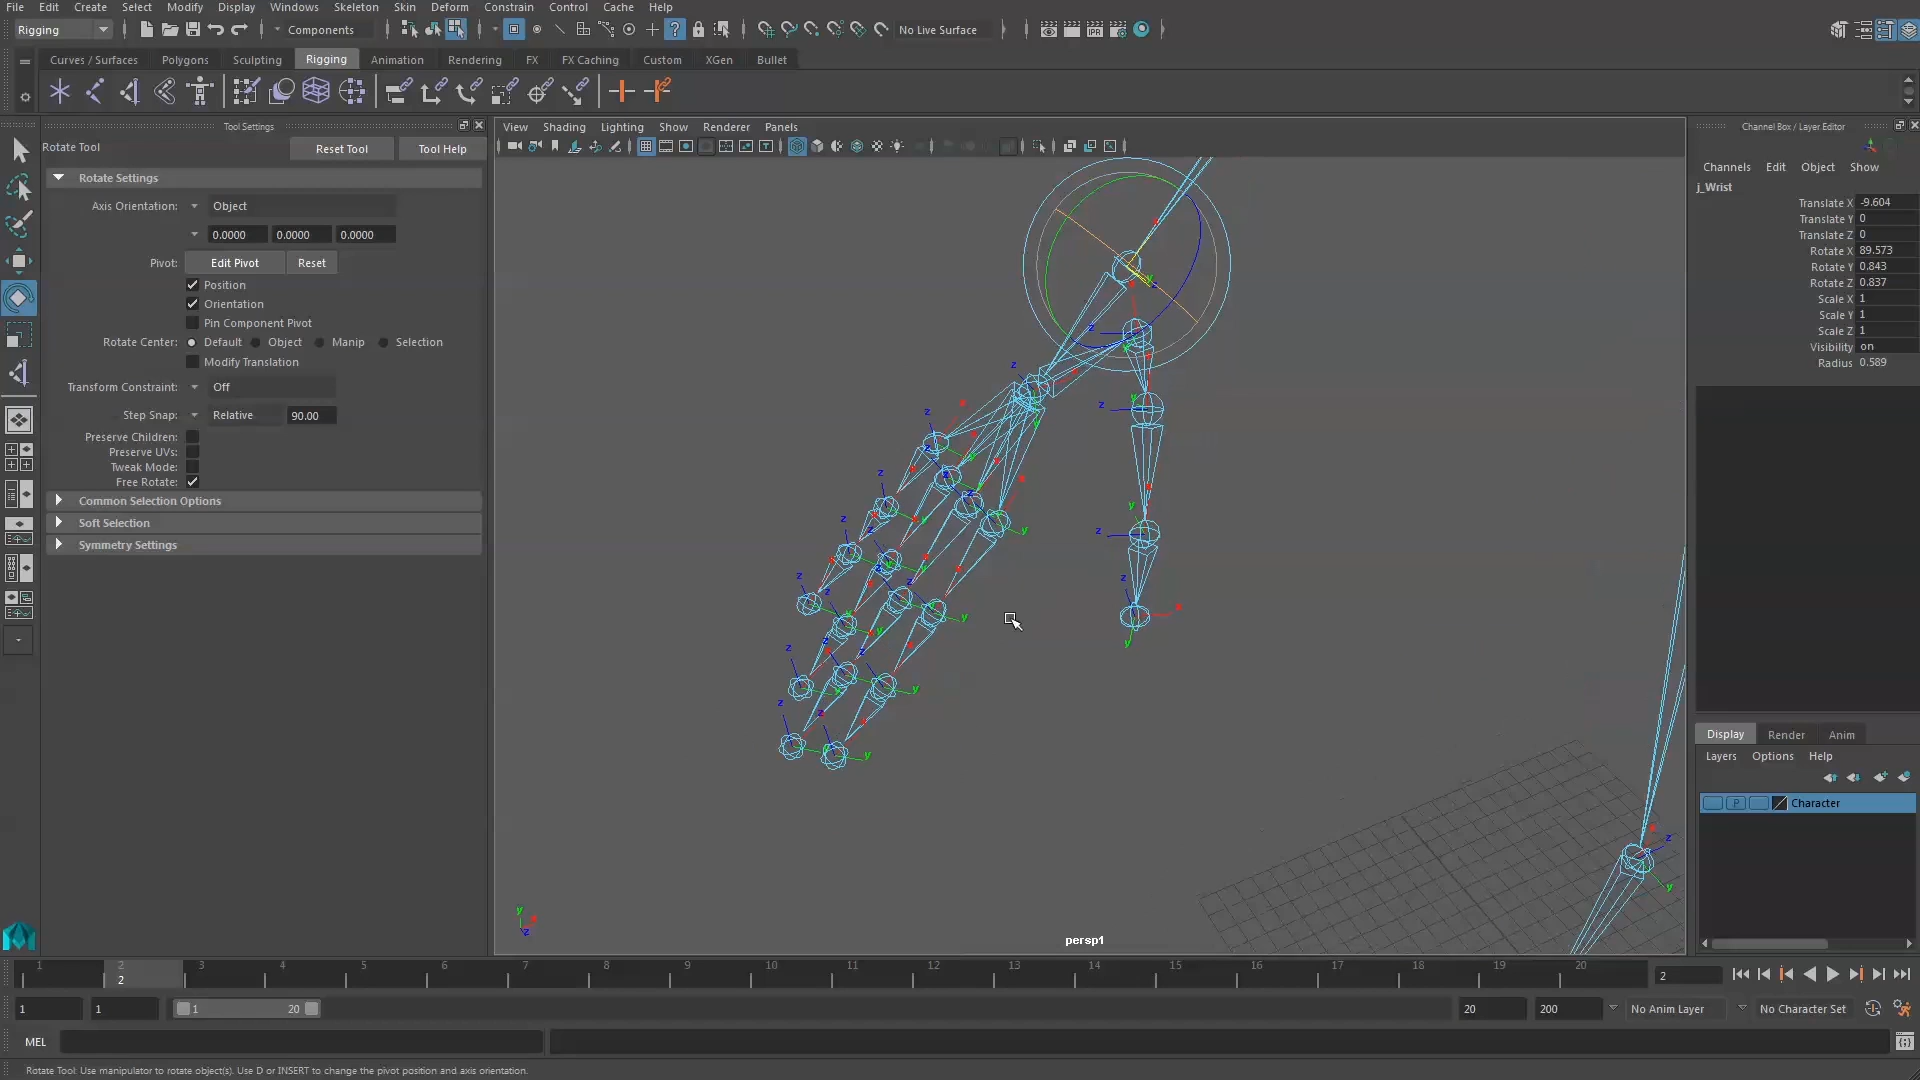 File Edit Create Select Modify Display Windows Skeleton Skin Deform Constrain Control Cache Help
Rigging Components No Live Surface
Curves / Surfaces Polygons Sculpting Rigging Animation Rendering FX FX Caching Custom XGen Bullet
Tool Settings
Rotate Tool Reset Tool Tool Help
Rotate Settings
Axis Orientation: Object
0.0000 0.0000 0.0000
Pivot: Edit Pivot Reset
Position
Orientation
Pin Component Pivot
Rotate Center: Default Object Manip Selection
Modify Translation
Transform Constraint: Off
Step Snap: Relative 90.00
Preserve Children:
Preserve UVs:
Tweak Mode:
Free Rotate:
Common Selection Options
Soft Selection
Symmetry Settings
View Shading Lighting Show Renderer Panels
persp1
Channel Box / Layer Editor
Channels Edit Object Show
j_Wrist
Translate X -9.604
Translate Y 0
Translate Z 0
Rotate X 89.573
Rotate Y 0.843
Rotate Z 0.837
Scale X 1
Scale Y 1
Scale Z 1
Visibility on
Radius 0.589
Display Render Anim
Layers Options Help
P Character
1 2 3 4 5 6 7 8 9 10 11 12 13 14 15 16 17 18 19 20
2 2
1 1 1 20 20 200 No Anim Layer No Character Set
MEL
Rotate Tool: Use manipulator to rotate object(s). Use D or INSERT to change the pivot position and axis orientation.